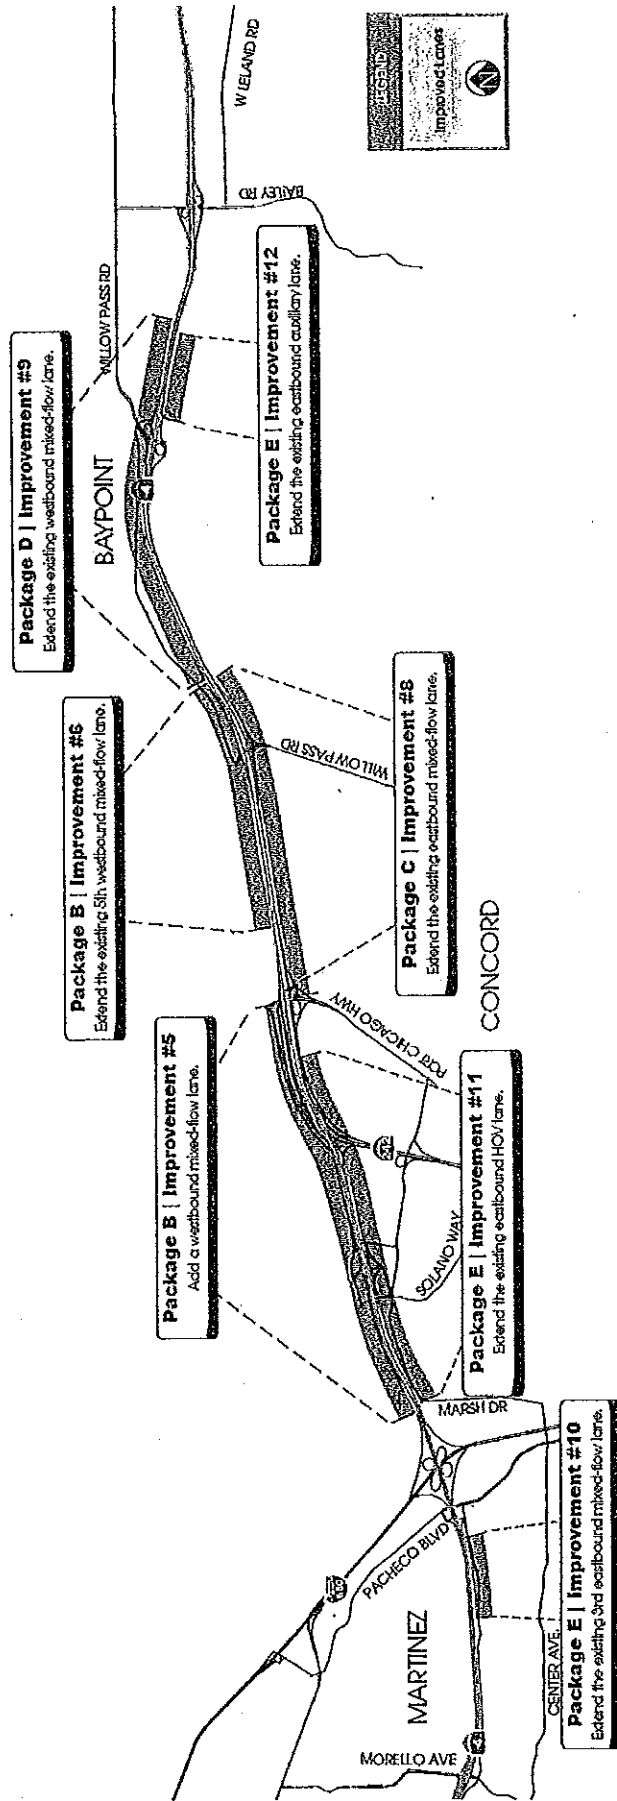 Package D | Improvement #9
Extend the existing westbound mixed-flow lane.
Package B | Improvement #6
Extend the existing 5th westbound mixed-flow lane.
Package B | Improvement #5
Add a westbound mixed-flow lane.
WILLOW PASS RD
W LELAND RD
BAILEY RD
BAYPOINT
LEGEND
Improved Lanes
N
Package E | Improvement #12
Extend the existing eastbound auxiliary lane.
WILLOW PASS RD
Package C | Improvement #8
Extend the existing eastbound mixed-flow lane.
CONCORD
PORT CHICAGO HWY
242
SOLANO WAY
Package E | Improvement #11
Extend the existing eastbound HOV lane.
MARSH DR
PACHECO BLVD
MARTINEZ
MORELLO AVE
CENTER AVE
Package E | Improvement #10
Extend the existing 3rd eastbound mixed-flow lane.